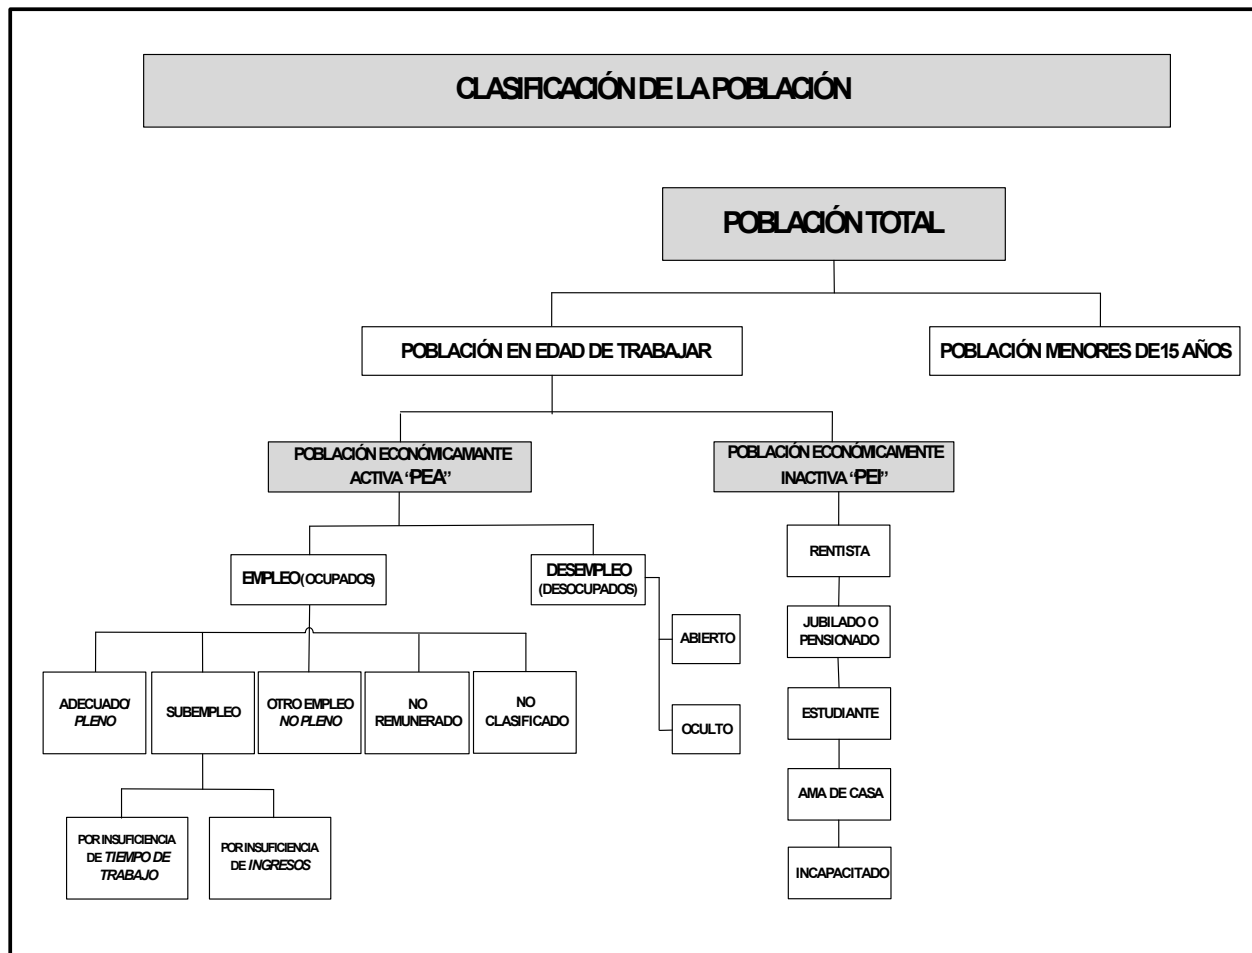 CLASIFICACIÓN DE LA POBLACIÓN
POBLACIÓN TOTAL
POBLACIÓN EN EDAD DE TRABAJAR
POBLACIÓN MENORES DE 15 AÑOS
POBLACIÓN ECONÓMICAMANTE
ACTIVA "PEA"
POBLACIÓN ECONÓMICAMENTE
INACTIVA "PEI"
EMPLEO (OCUPADOS)
DESEMPLEO
(DESOCUPADOS)
RENTISTA
ABIERTO
JUBILADO O
PENSIONADO
ADECUADO/
PLENO
SUBEMPLEO
OTRO EMPLEO
NO PLENO
NO
REMUNERADO
NO
CLASIFICADO
OCULTO
ESTUDIANTE
AMA DE CASA
POR INSUFICIENCIA
DE TIEMPO DE
TRABAJO
POR INSUFICIENCIA
DE INGRESOS
INCAPACITADO